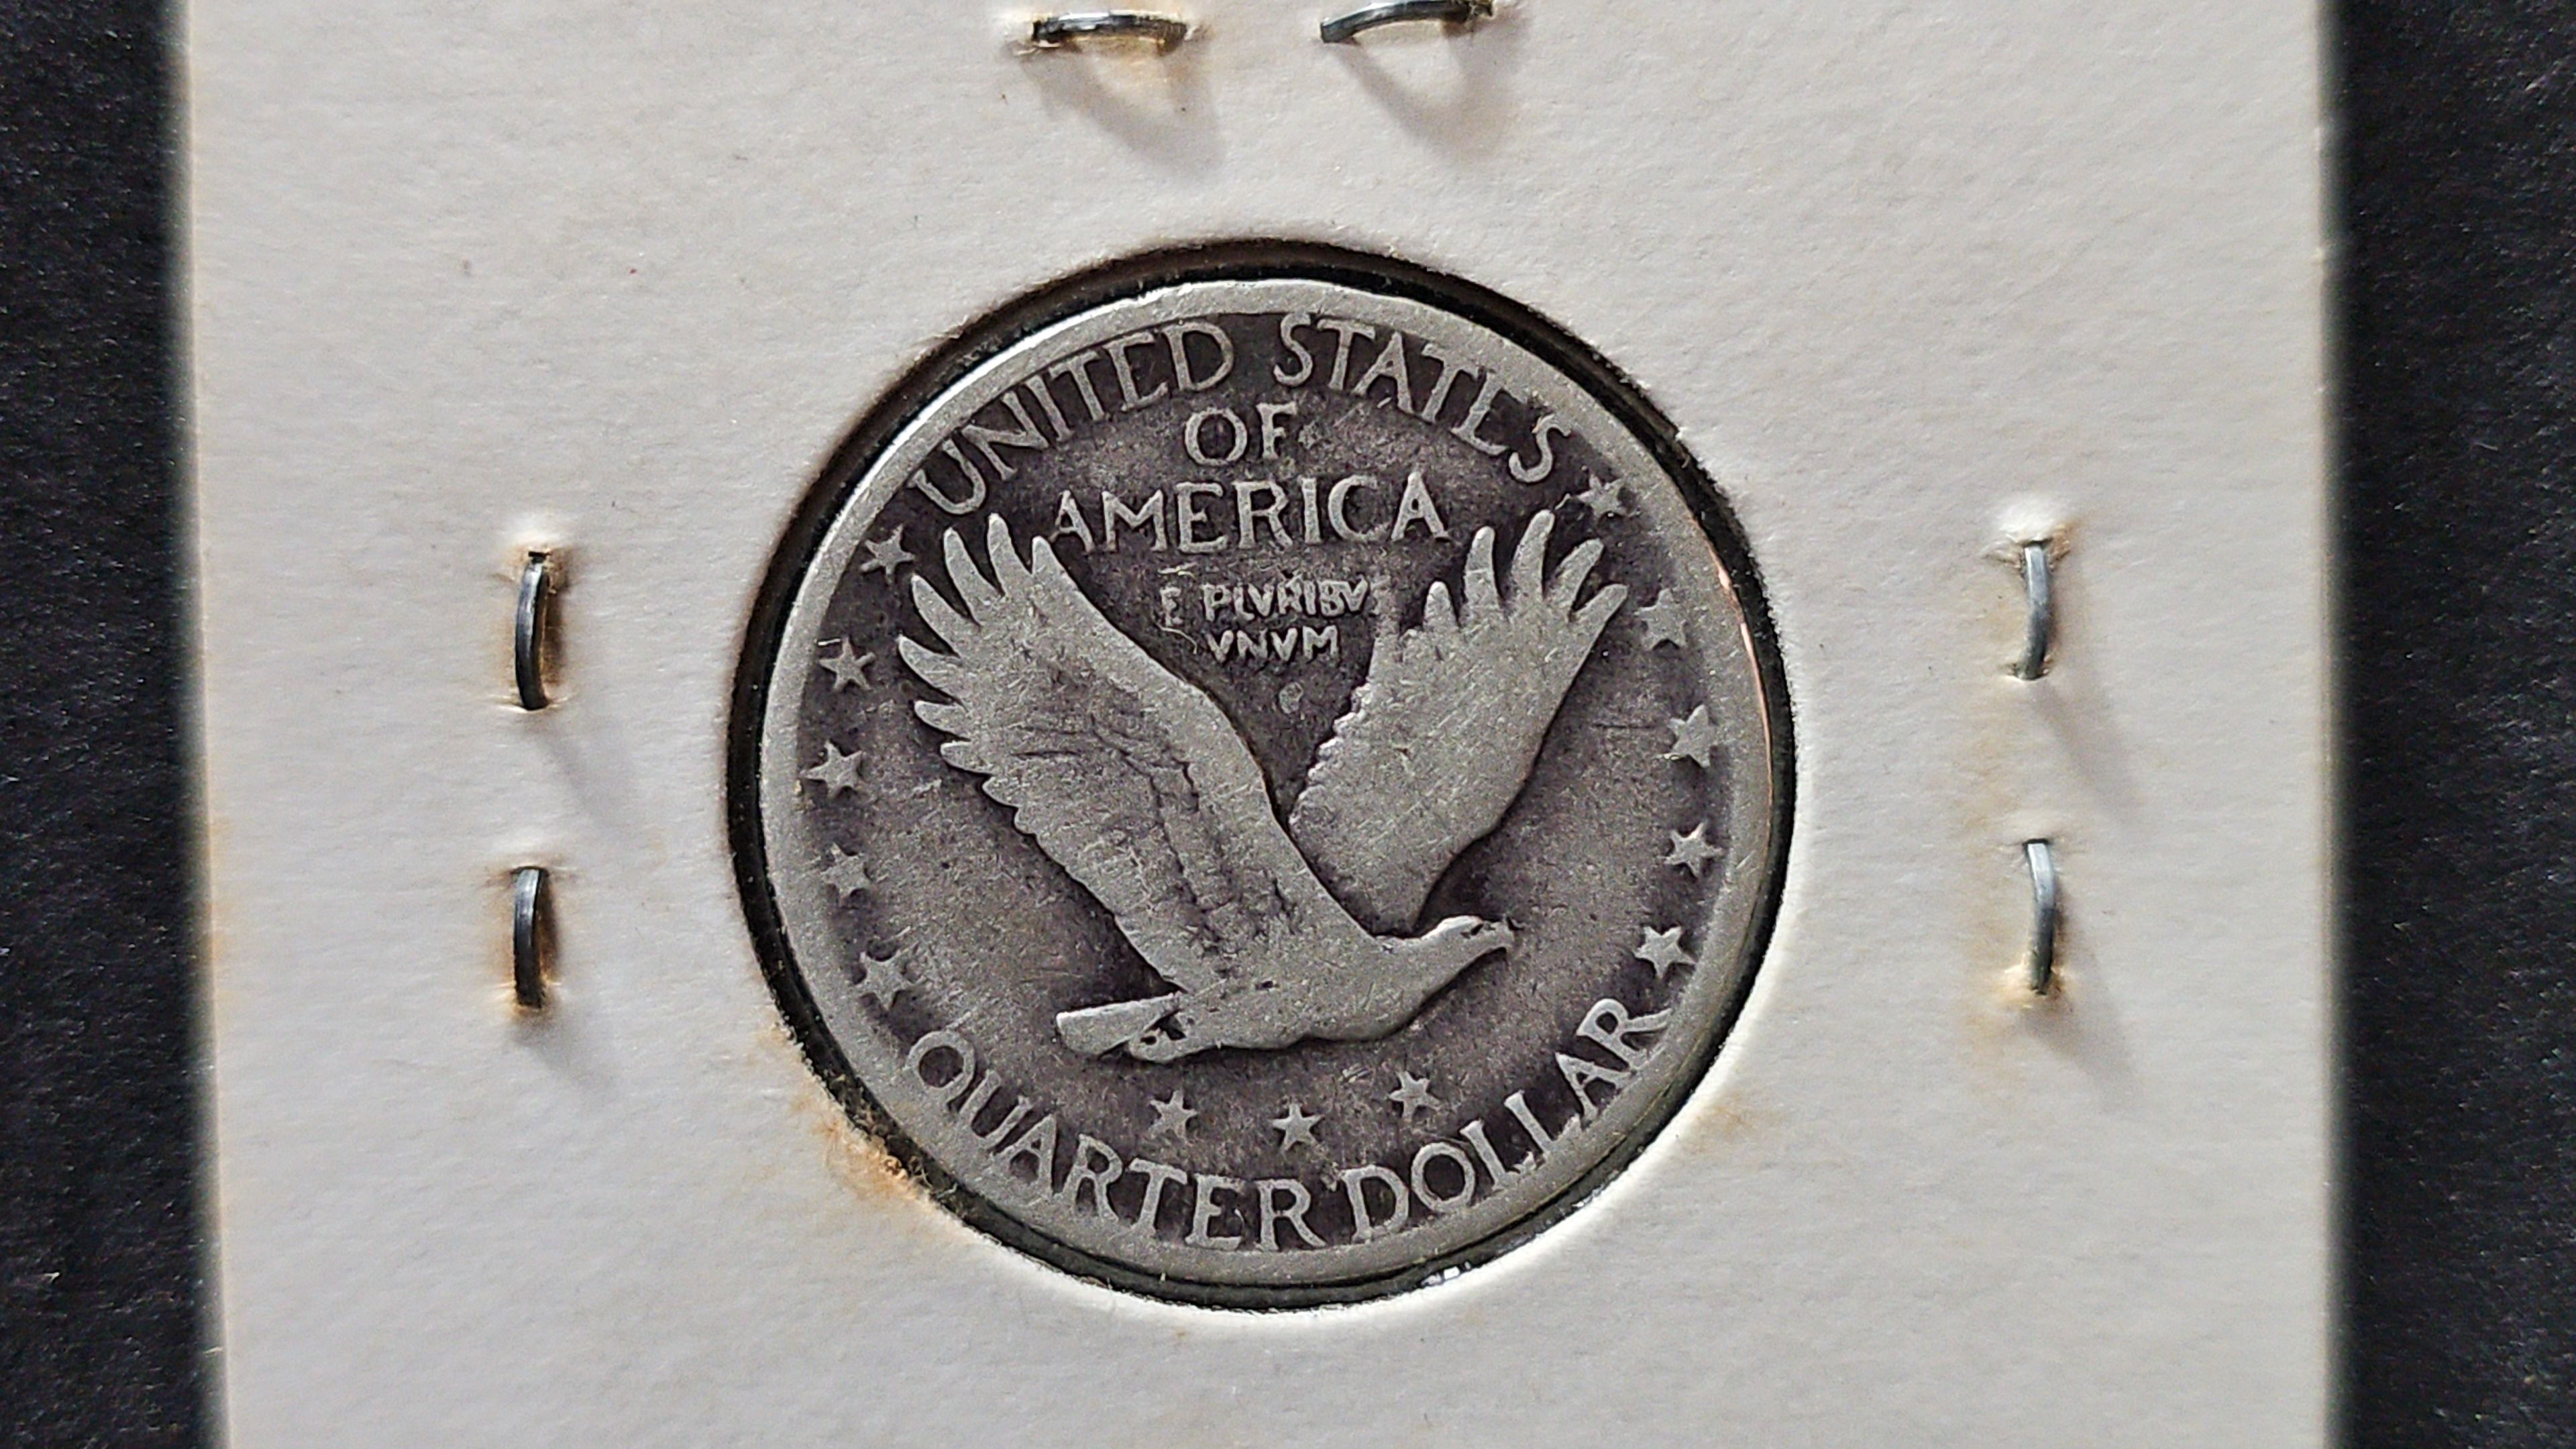 UNITED STATES
OF
AMERICA
E PLVRIBVS
VNVM
QUARTER DOLLAR